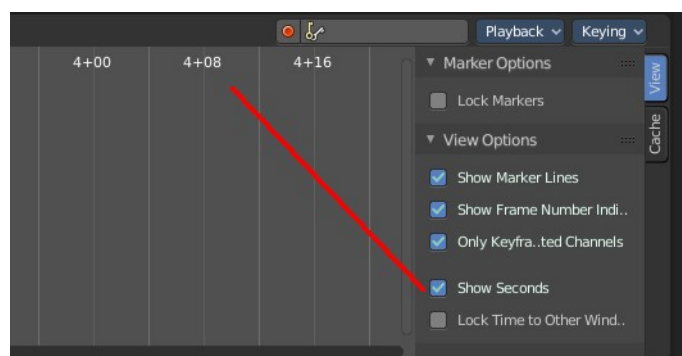 Playback Keying
4+00 4+08 4+16
Marker Options
Lock Markers
View Options
Show Marker Lines
Show Frame Number Indi..
Only Keyfra..ted Channels
Show Seconds
Lock Time to Other Wind..
View
Cache